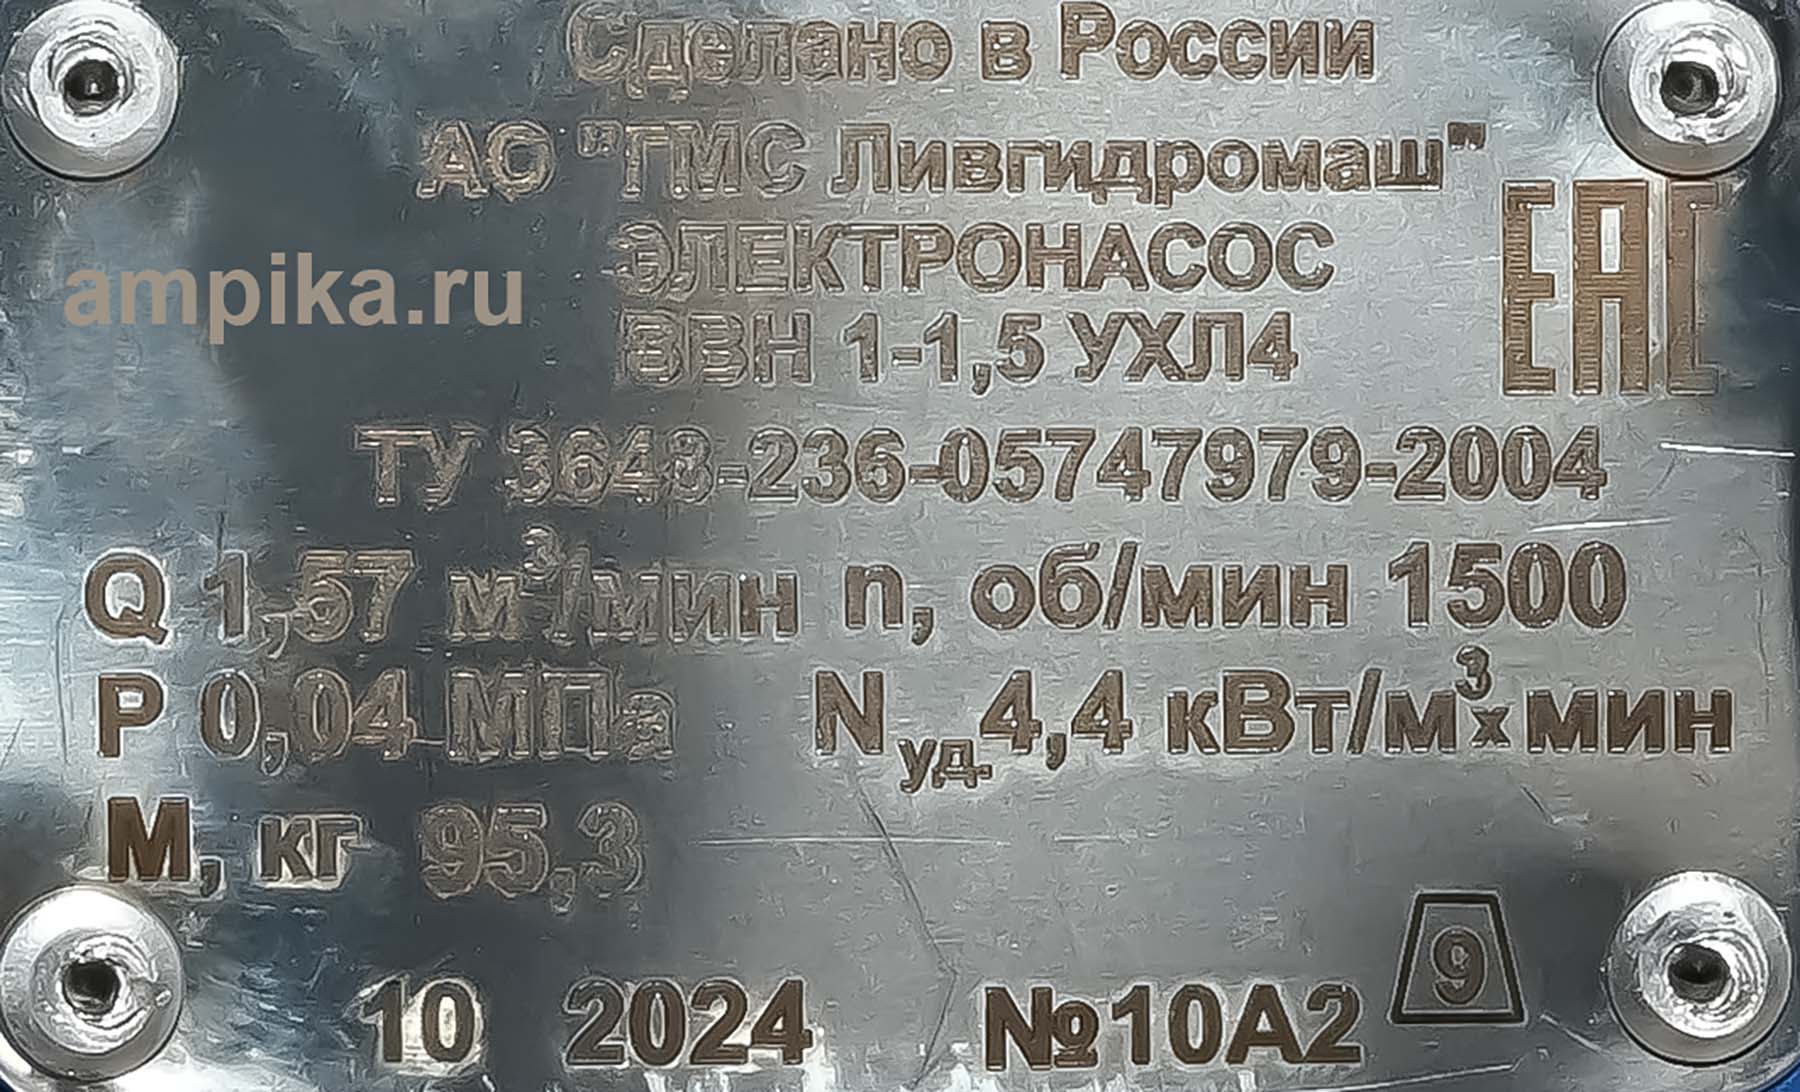 Сделано в России
АО "ГМС Ливгидромаш"
ЭЛЕКТРОНАСОС
EAC
ampika.ru
ВВН 1-1,5 УХЛ4
ТУ 3648-236-05747979-2004
Q 1,57 м³/мин n, об/мин 1500
P 0,04 МПа Nуд. 4,4 кВт/м³×мин
М, кг 95,3
10 2024 №10А2 9